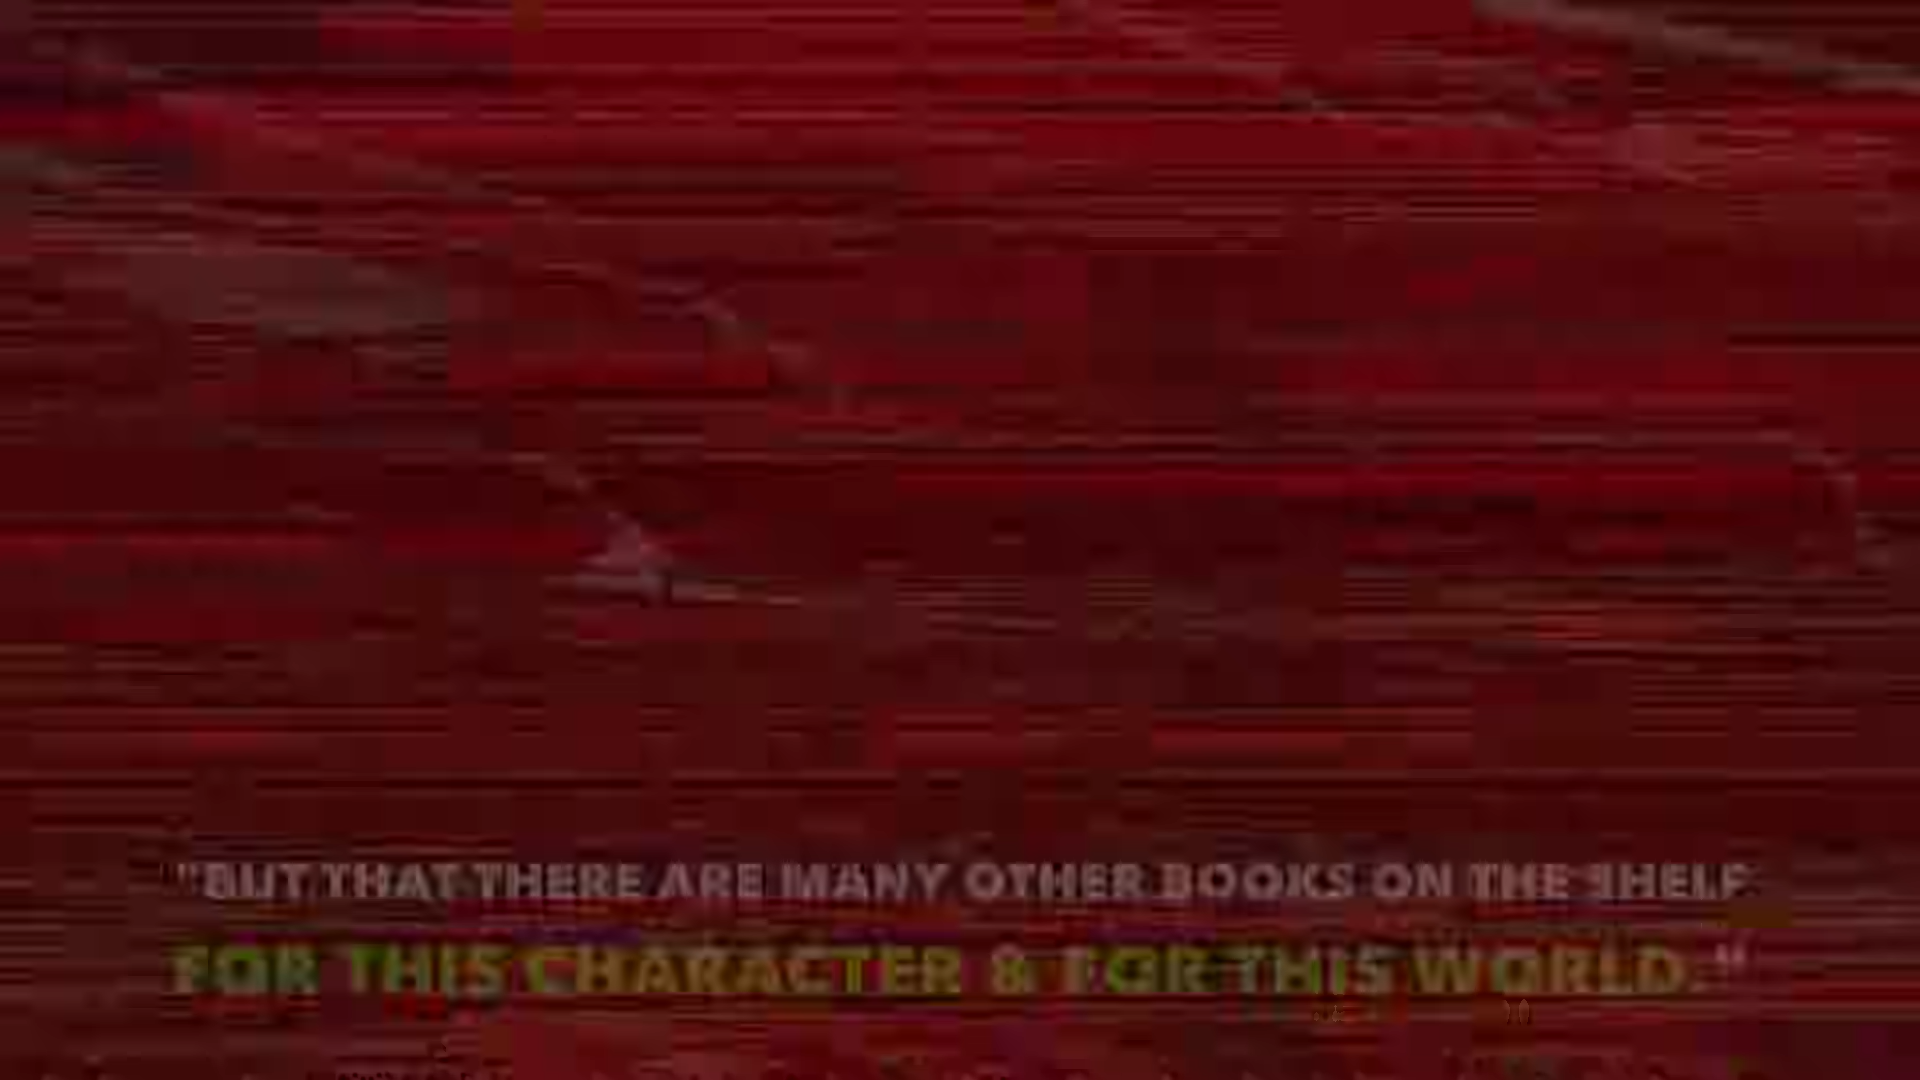 "BUT THAT THERE ARE MANY OTHER BOOKS ON THE SHELF
FOR THIS CHARACTER & FOR THIS WORLD."